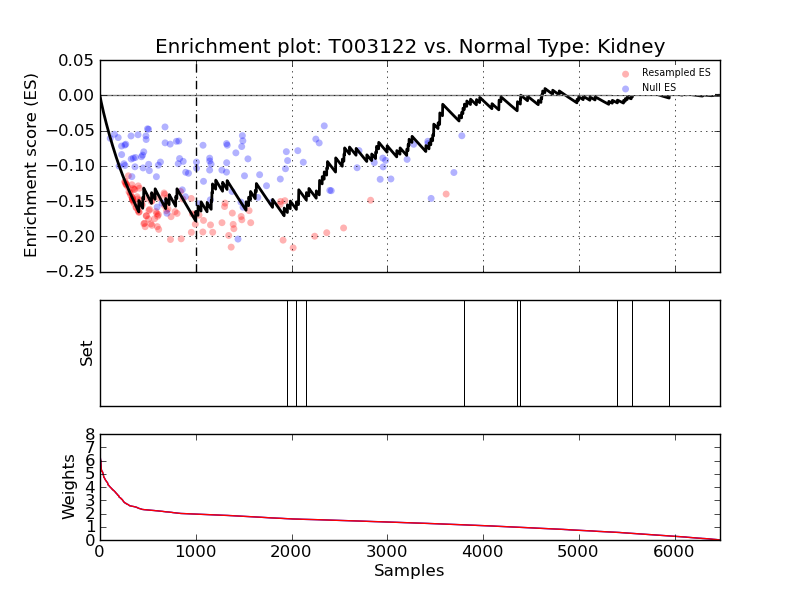 Enrichment plot: T003122 vs. Normal Type: Kidney
Enrichment score (ES)
0.05
0.00
−0.05
−0.10
−0.15
−0.20
−0.25
Resampled ES
Null ES
Set
Weights
8
7
6
5
4
3
2
1
0
0 1000 2000 3000 4000 5000 6000
Samples